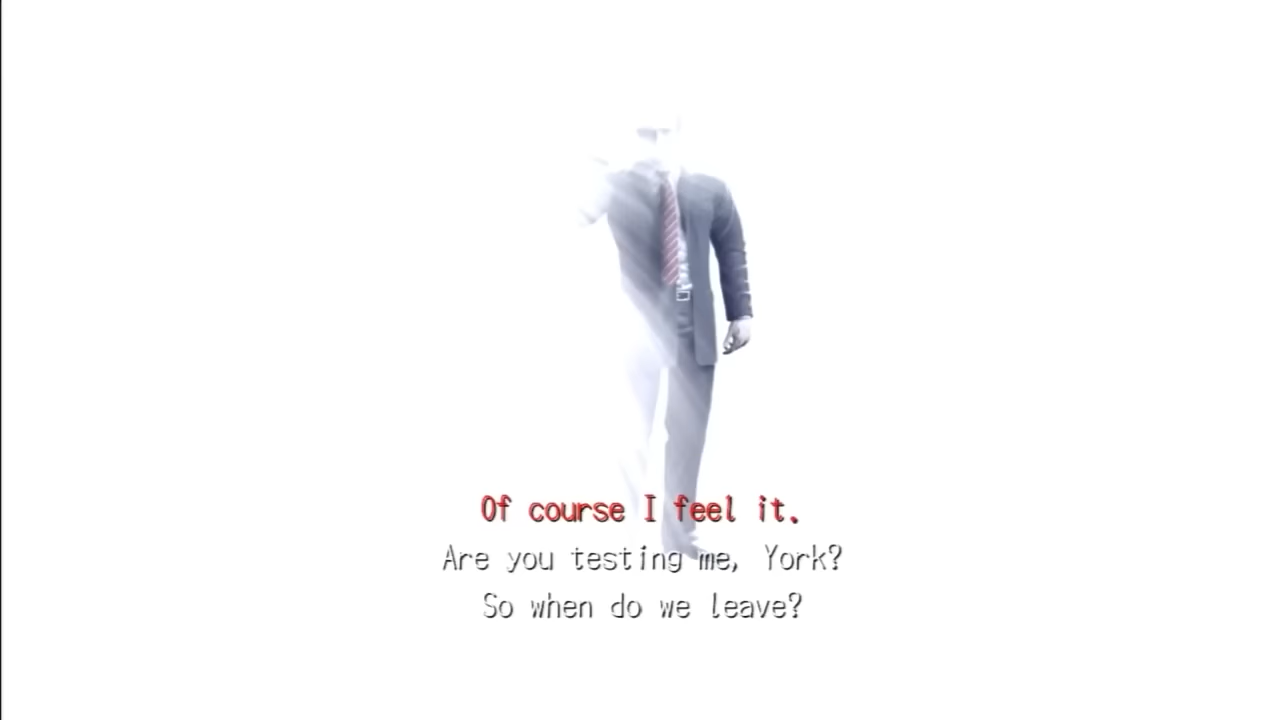 Of course I feel it.
Are you testing me, York?
So when do we leave?